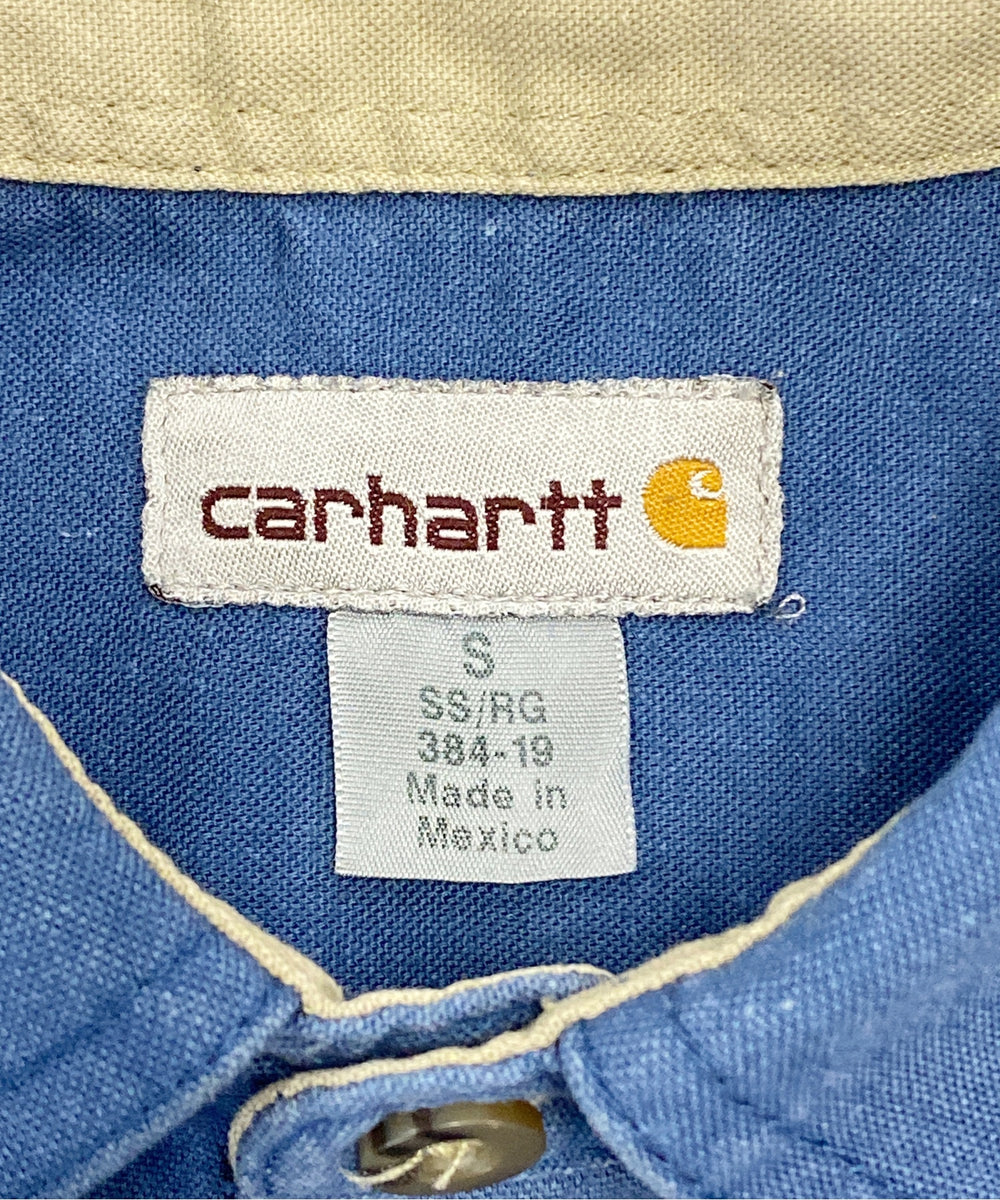 carhartt
S
SS/RG
384-19
Made in
Mexico